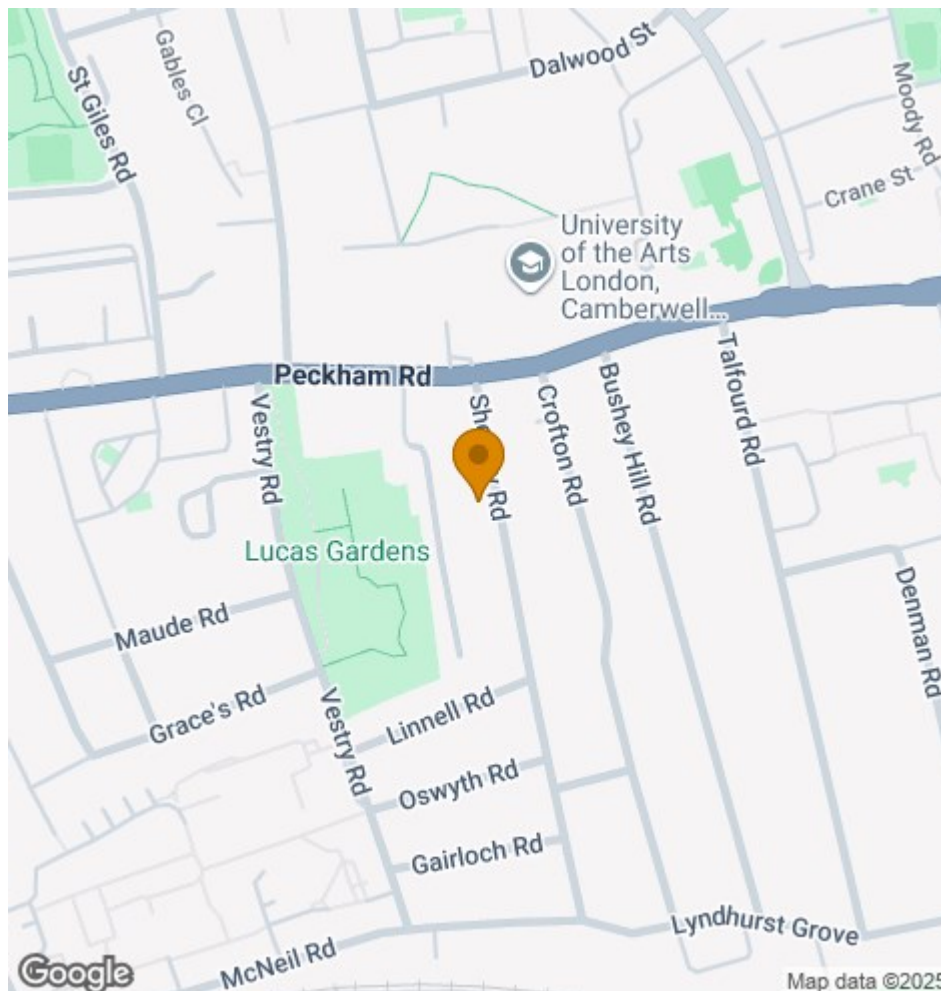 Dalwood St
Gables Cl
St Giles Rd
Moody Rd
Crane St
University
of the Arts
London,
Camberwell...
Peckham Rd
Talfourd Rd
Vestry Rd
Rd
Crofton Rd
Bushey Hill Rd
Lucas Gardens
Denman Rd
Maude Rd
Grace's Rd
Vestry Rd
Linnell Rd
Oswyth Rd
Gairloch Rd
Lyndhurst Grove
McNeil Rd
Google
Map data ©2025